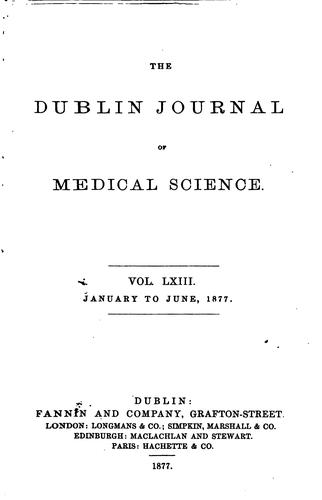 THE
DUBLIN JOURNAL
OF
MEDICAL SCIENCE.
VOL. LXIII.
JANUARY TO JUNE, 1877.
DUBLIN:
FANNIN AND COMPANY, GRAFTON-STREET.
LONDON: LONGMANS & CO.; SIMPKIN, MARSHALL & CO.
EDINBURGH: MACLACHLAN AND STEWART.
PARIS: HACHETTE & CO.
1877.